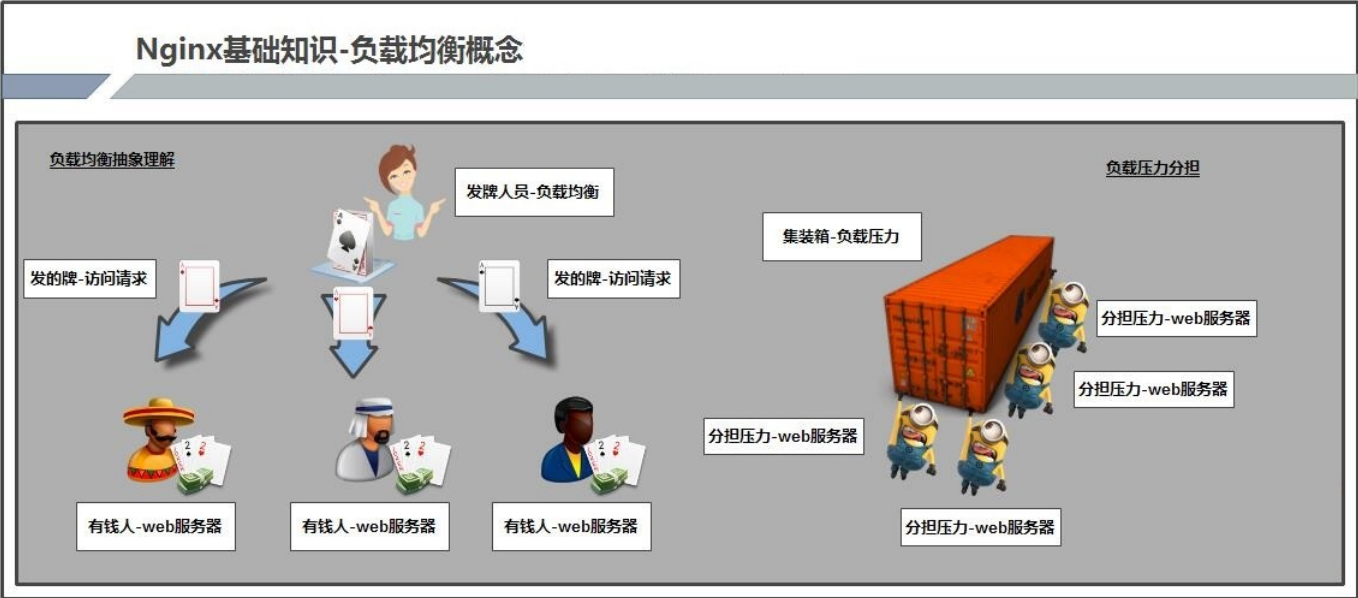 Nginx基础知识-负载均衡概念
负载均衡抽象理解
发牌人员-负载均衡
发的牌-访问请求
发的牌-访问请求
有钱人-web服务器
有钱人-web服务器
有钱人-web服务器
负载压力分担
集装箱-负载压力
分担压力-web服务器
分担压力-web服务器
分担压力-web服务器
分担压力-web服务器